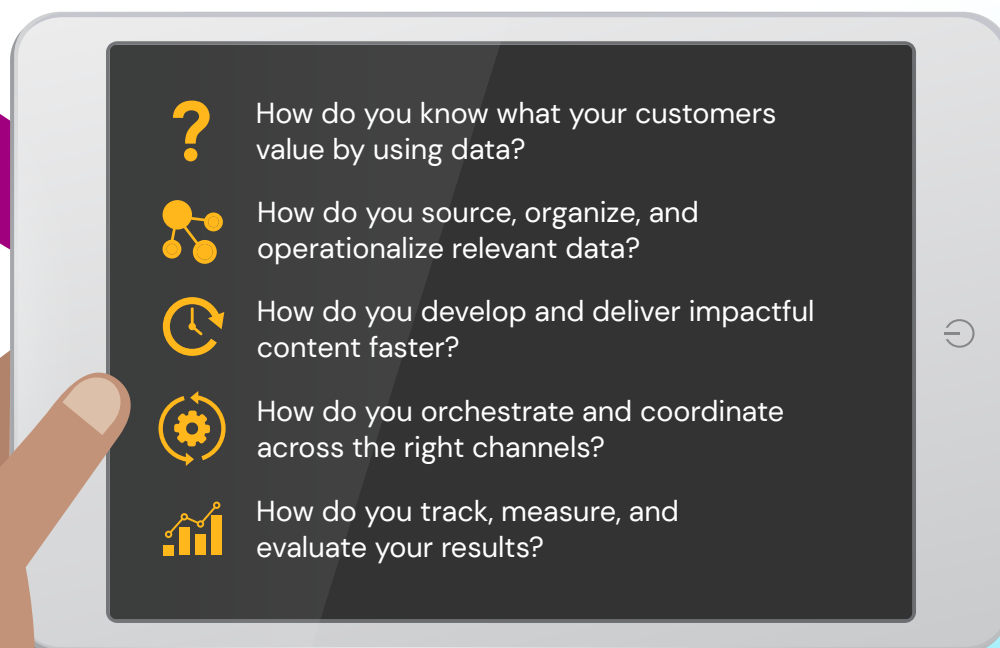 How do you know what your customers
value by using data?
How do you source, organize, and
operationalize relevant data?
How do you develop and deliver impactful
content faster?
How do you orchestrate and coordinate
across the right channels?
How do you track, measure, and
evaluate your results?